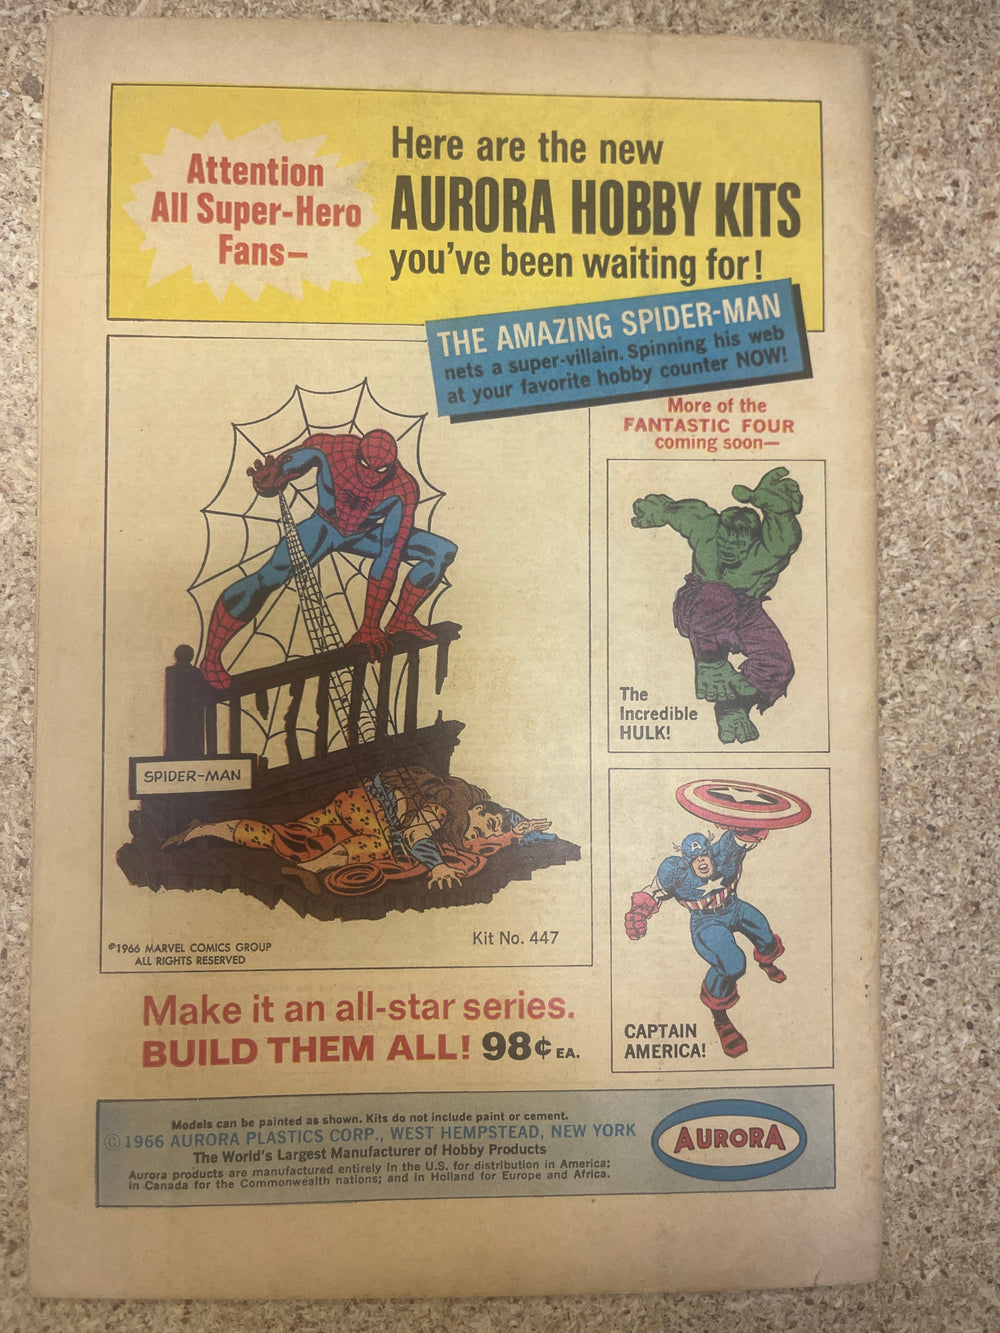 Attention
All Super-Hero
Fans—
Here are the new
AURORA HOBBY KITS
you've been waiting for!
THE AMAZING SPIDER-MAN
nets a super-villain. Spinning his web
at your favorite hobby counter NOW!
More of the
FANTASTIC FOUR
coming soon—
The
Incredible
HULK!
SPIDER-MAN
Kit No. 447
©1966 MARVEL COMICS GROUP
ALL RIGHTS RESERVED
A
CAPTAIN
AMERICA!
Make it an all-star series.
BUILD THEM ALL! 98¢ EA.
Models can be painted as shown. Kits do not include paint or cement.
©1966 AURORA PLASTICS CORP., WEST HEMPSTEAD, NEW YORK
The World's Largest Manufacturer of Hobby Products
Aurora products are manufactured entirely in the U.S. for distribution in America;
in Canada for the Commonwealth nations; and in Holland for Europe and Africa.
AURORA